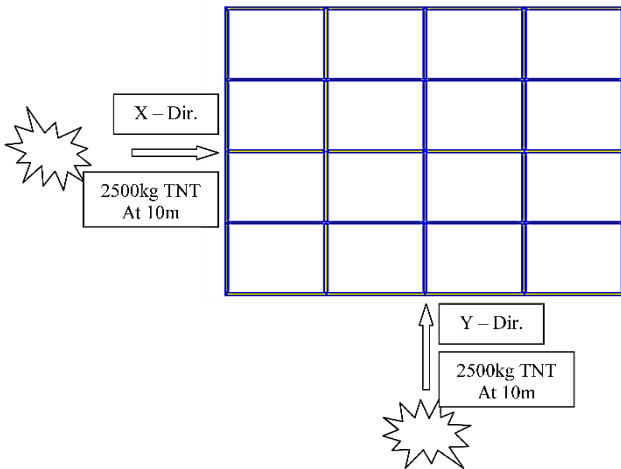 X – Dir.
2500kg TNT
At 10m
Y – Dir.
2500kg TNT
At 10m